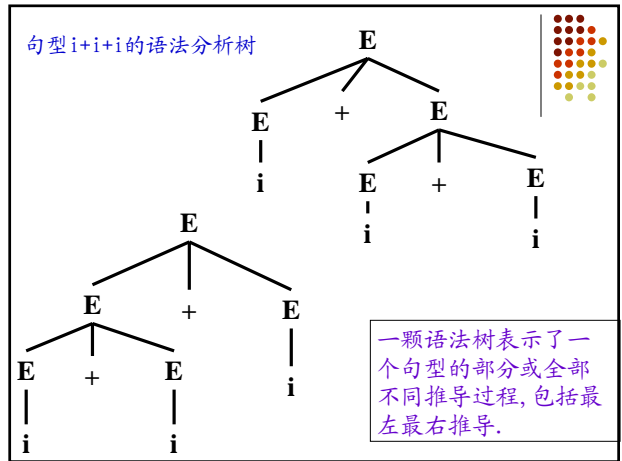 句型i+i+i的语法分析树
E
E + E
i E + E
i i
E
E + E
E + E i
i i
一颗语法树表示了一
个句型的部分或全部
不同推导过程,包括最
左最右推导.